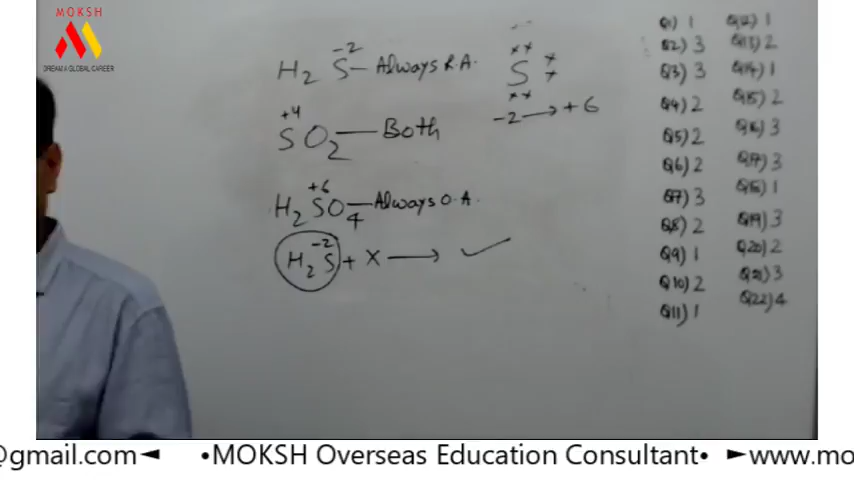 MOKSH
DREAM A GLOBAL CAREER
-2
H2 S — Always R.A.
S
-2 → +6
+4
SO2 — Both
+6
H2SO4 — Always O.A.
-2
H2S + X → ✓
Q1) 1
Q2) 3
Q3) 3
Q4) 2
Q5) 2
Q6) 2
Q7) 3
Q8) 2
Q9) 1
Q10) 2
Q11) 1
Q12) 1
Q13) 2
Q14) 1
Q15) 2
Q16) 3
Q17) 3
Q18) 1
Q19) 3
Q20) 2
Q21) 3
Q22) 4
@gmail.com◄ •MOKSH Overseas Education Consultant• ►www.mo